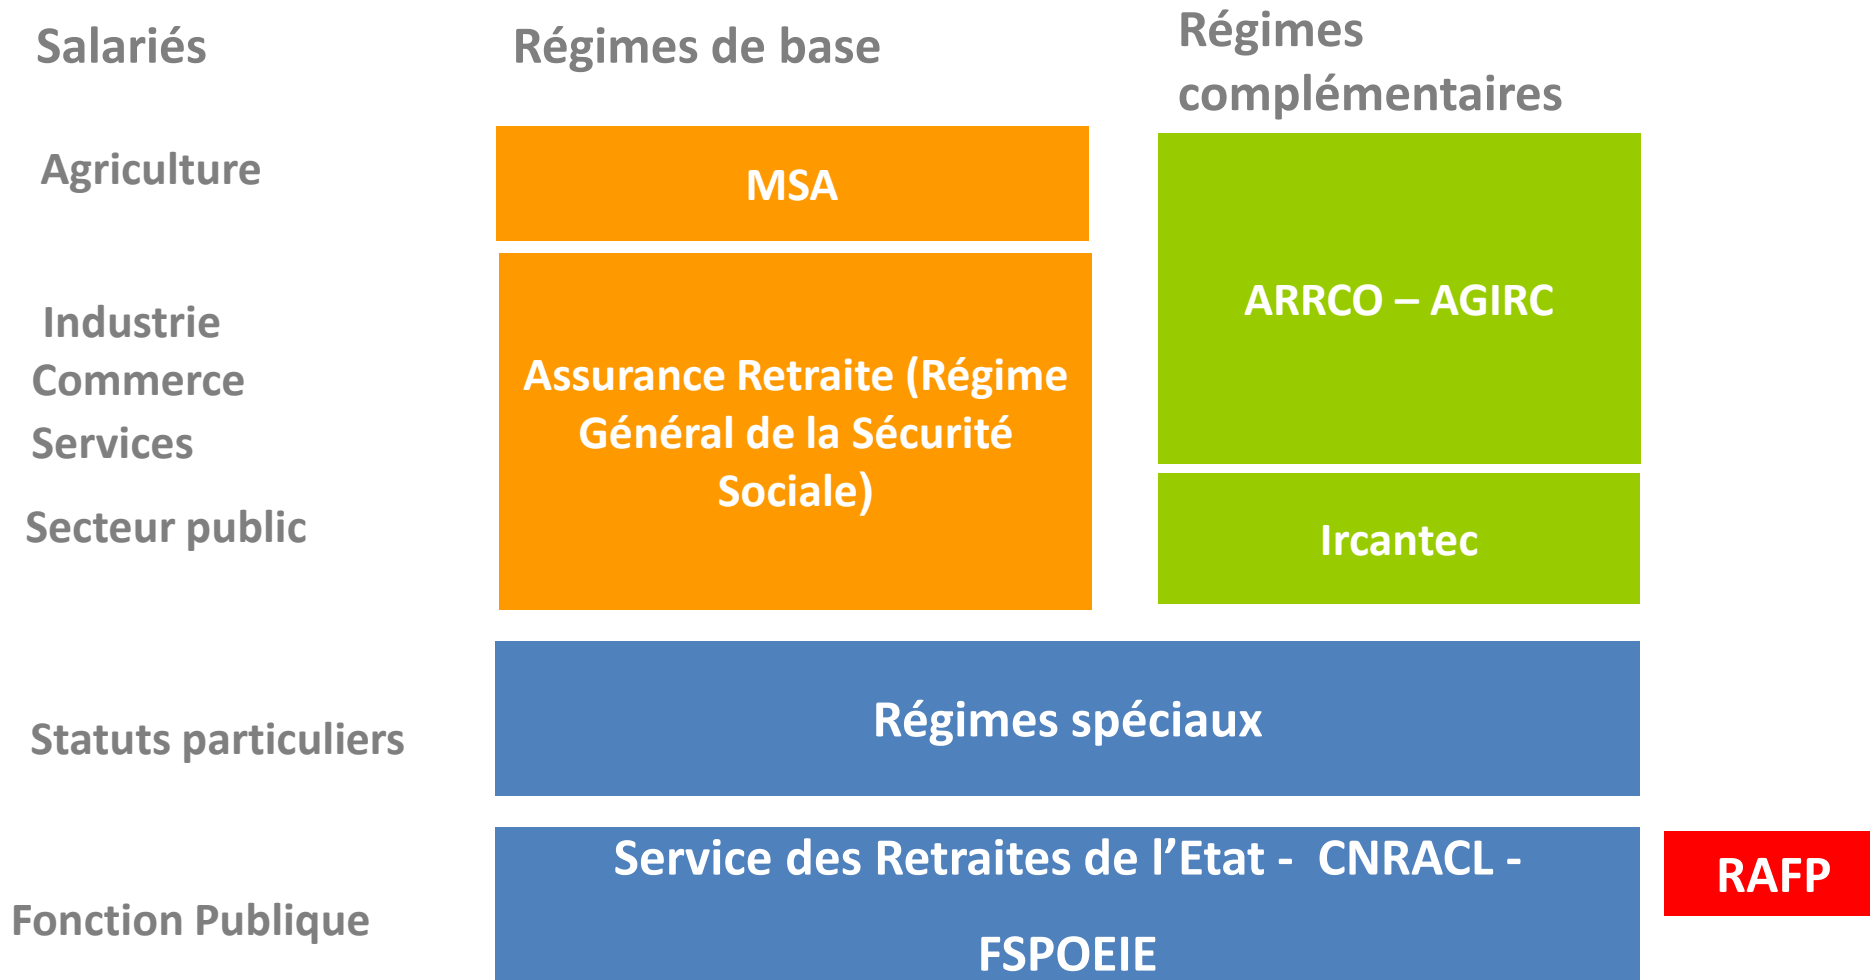 Salariés
Régimes de base
Régimes
complémentaires
Agriculture
MSA
ARRCO – AGIRC
Industrie
Commerce
Services
Assurance Retraite (Régime
Général de la Sécurité
Sociale)
Secteur public
Ircantec
Statuts particuliers
Régimes spéciaux
Fonction Publique
Service des Retraites de l’Etat -  CNRACL -
FSPOEIE
RAFP